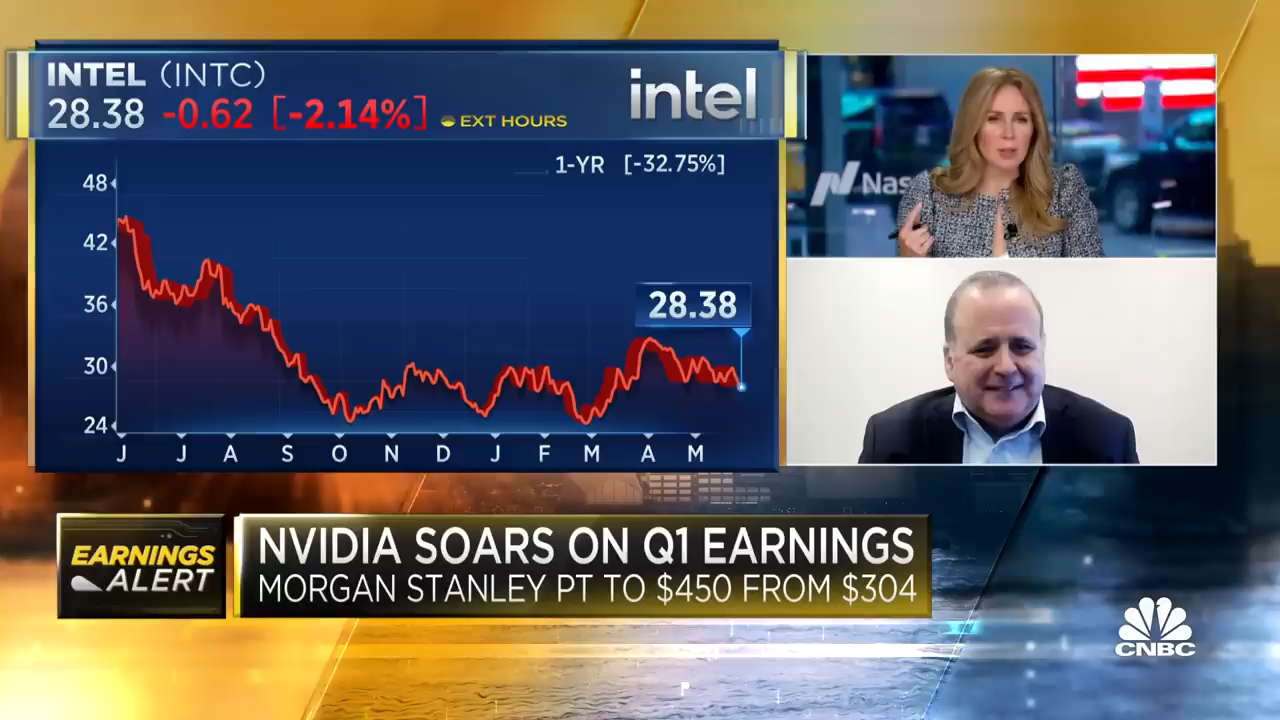 INTEL (INTC)
28.38 -0.62 [-2.14%] EXT HOURS
intel
1-YR [-32.75%]
48
42
36
30
24
28.38
J J A S O N D J F M A M
EARNINGS
ALERT
NVIDIA SOARS ON Q1 EARNINGS
MORGAN STANLEY PT TO $450 FROM $304
CNBC